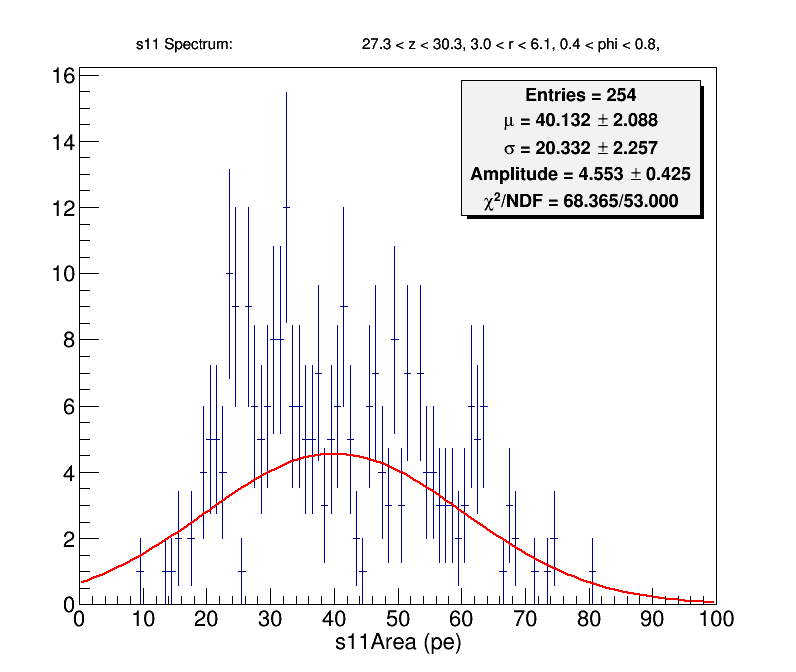 s11 Spectrum: 27.3 < z < 30.3, 3.0 < r < 6.1, 0.4 < phi < 0.8,
Entries = 254
μ = 40.132 ± 2.088
σ = 20.332 ± 2.257
Amplitude = 4.553 ± 0.425
χ²/NDF = 68.365/53.000
16
14
12
10
8
6
4
2
0
0 10 20 30 40 50 60 70 80 90 100
s11Area (pe)